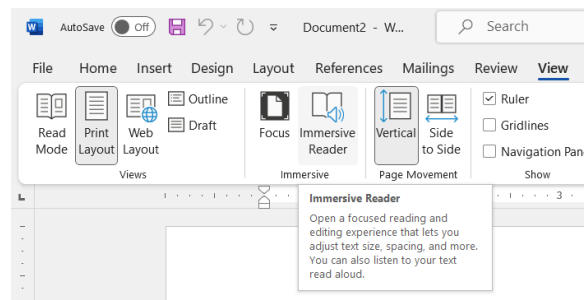 AutoSave Off Document2 - W... Search
File Home Insert Design Layout References Mailings Review View
Read Mode
Print Layout
Web Layout
Outline
Draft
Views
Focus
Immersive Reader
Immersive
Vertical
Side to Side
Page Movement
Ruler
Gridlines
Navigation Pan
Show
3
Immersive Reader
Open a focused reading and
editing experience that lets you
adjust text size, spacing, and more.
You can also listen to your text
read aloud.